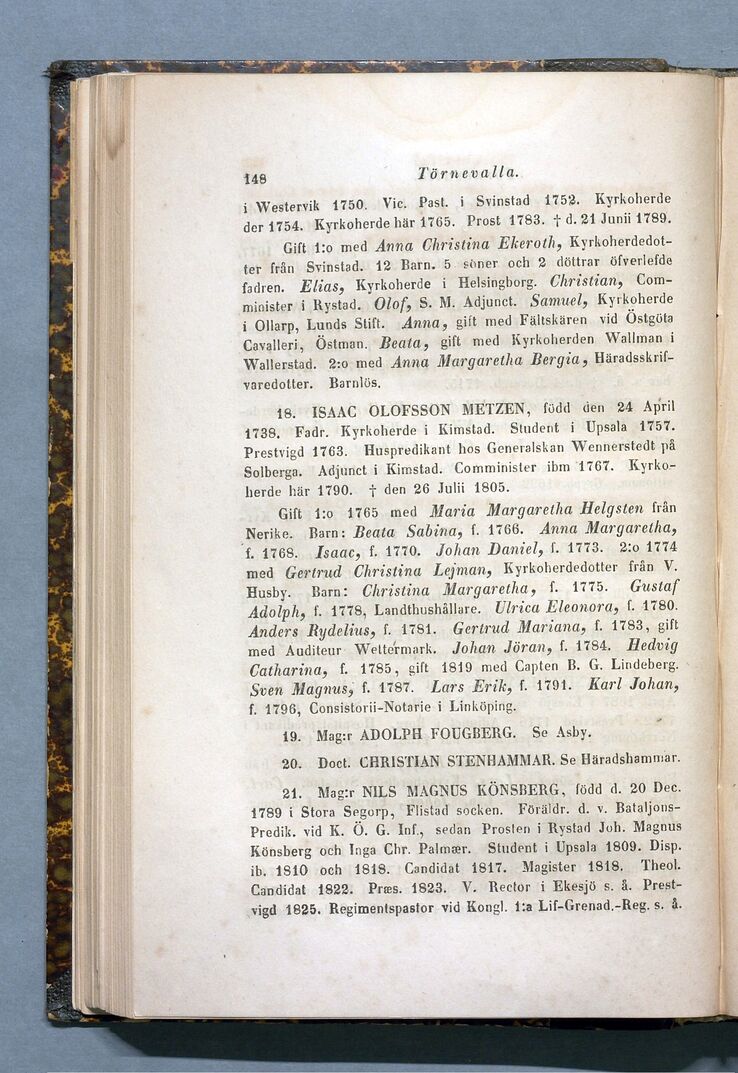 148 Törnevalla.
i Westervik 1750. Vic. Past. i Svinstad 1752. Kyrkoherde
der 1754. Kyrkoherde här 1765. Prost 1783. † d. 21 Junii 1789.
Gift 1:o med Anna Christina Ekeroth, Kyrkoherdedot-
ter från Svinstad. 12 Barn. 5 söner och 2 döttrar öfverlefde
fadren. Elias, Kyrkoherde i Helsingborg. Christian, Com-
minister i Rystad. Olof, S. M. Adjunct. Samuel, Kyrkoherde
i Ollarp, Lunds Stift. Anna, gift med Fältskären vid Östgöta
Cavalleri, Östman. Beata, gift med Kyrkoherden Wallman i
Wallerstad. 2:o med Anna Margaretha Bergia, Häradsskrif-
varedotter. Barnlös.
18. ISAAC OLOFSSON METZEN, född den 24 April
1738. Fadr. Kyrkoherde i Kimstad. Student i Upsala 1757.
Prestvigd 1763. Huspredikant hos Generalskan Wennerstedt på
Solberga. Adjunct i Kimstad. Comminister ibm 1767. Kyrko-
herde här 1790. † den 26 Julii 1805.
Gift 1:o 1765 med Maria Margaretha Helgsten från
Nerike. Barn: Beata Sabina, f. 1766. Anna Margaretha,
f. 1768. Isaac, f. 1770. Johan Daniel, f. 1773. 2:o 1774
med Gertrud Christina Lejman, Kyrkoherdedotter från V.
Husby. Barn: Christina Margaretha, f. 1775. Gustaf
Adolph, f. 1778, Landthushållare. Ulrica Eleonora, f. 1780.
Anders Rydelius, f. 1781. Gertrud Mariana, f. 1783, gift
med Auditeur Wettermark. Johan Jöran, f. 1784. Hedvig
Catharina, f. 1785, gift 1819 med Capten B. G. Lindeberg.
Sven Magnus, f. 1787. Lars Erik, f. 1791. Karl Johan,
f. 1796, Consistorii-Notarie i Linköping.
19. Mag:r ADOLPH FOUGBERG. Se Asby.
20. Doct. CHRISTIAN STENHAMMAR. Se Häradshammar.
21. Mag:r NILS MAGNUS KÖNSBERG, född d. 20 Dec.
1789 i Stora Segorp, Flistad socken. Föräldr. d. v. Bataljons-
Predik. vid K. Ö. G. Inf., sedan Prosten i Rystad Joh. Magnus
Könsberg och Inga Chr. Palmær. Student i Upsala 1809. Disp.
ib. 1810 och 1818. Candidat 1817. Magister 1818. Theol.
Candidat 1822. Præs. 1823. V. Rector i Ekesjö s. å. Prest-
vigd 1825. Regimentspastor vid Kongl. 1:a Lif-Grenad.-Reg. s. å.